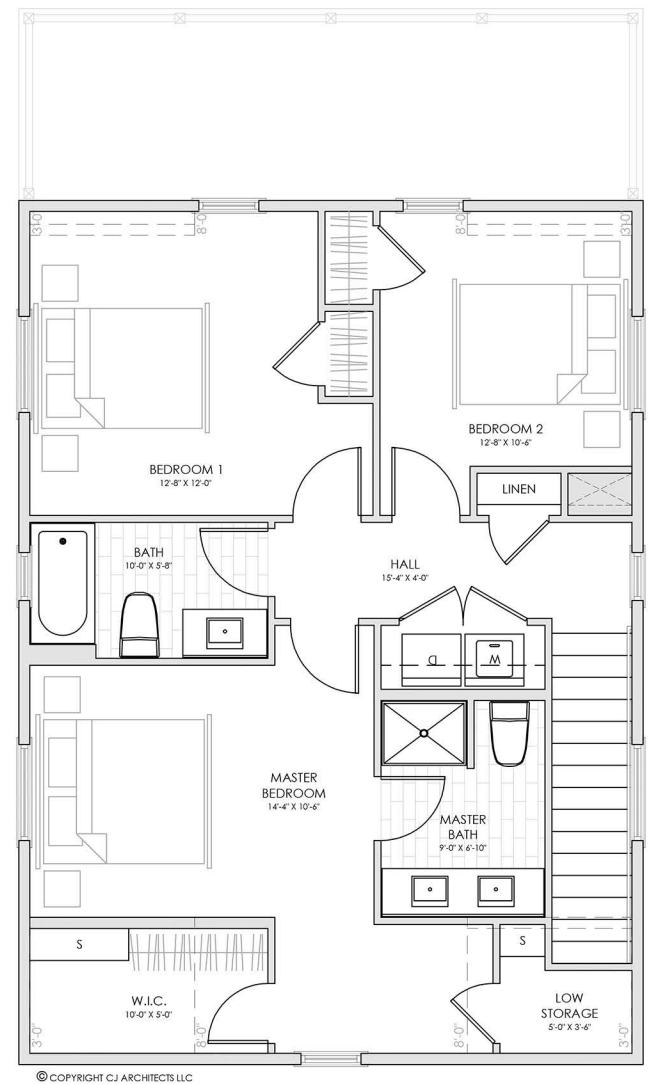 3'-0"
8'-0"
8'-0"
3'-0"
BEDROOM 1
12'-8" X 12'-0"
BEDROOM 2
12'-8" X 10'-6"
LINEN
BATH
10'-0" X 5'-8"
HALL
15'-4" X 4'-0"
D
W
MASTER
BEDROOM
14'-4" X 10'-6"
MASTER
BATH
9'-0" X 6'-10"
S
S
W.I.C.
10'-0" X 5'-0"
LOW
STORAGE
5'-0" X 3'-6"
3'-0"
8'-0"
8'-0"
3'-0"
© COPYRIGHT CJ ARCHITECTS LLC